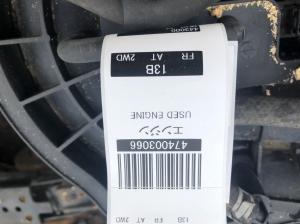 13B FR AT 2WD
474003066
エンジン
USED ENGINE
13B
FR AT 2WD